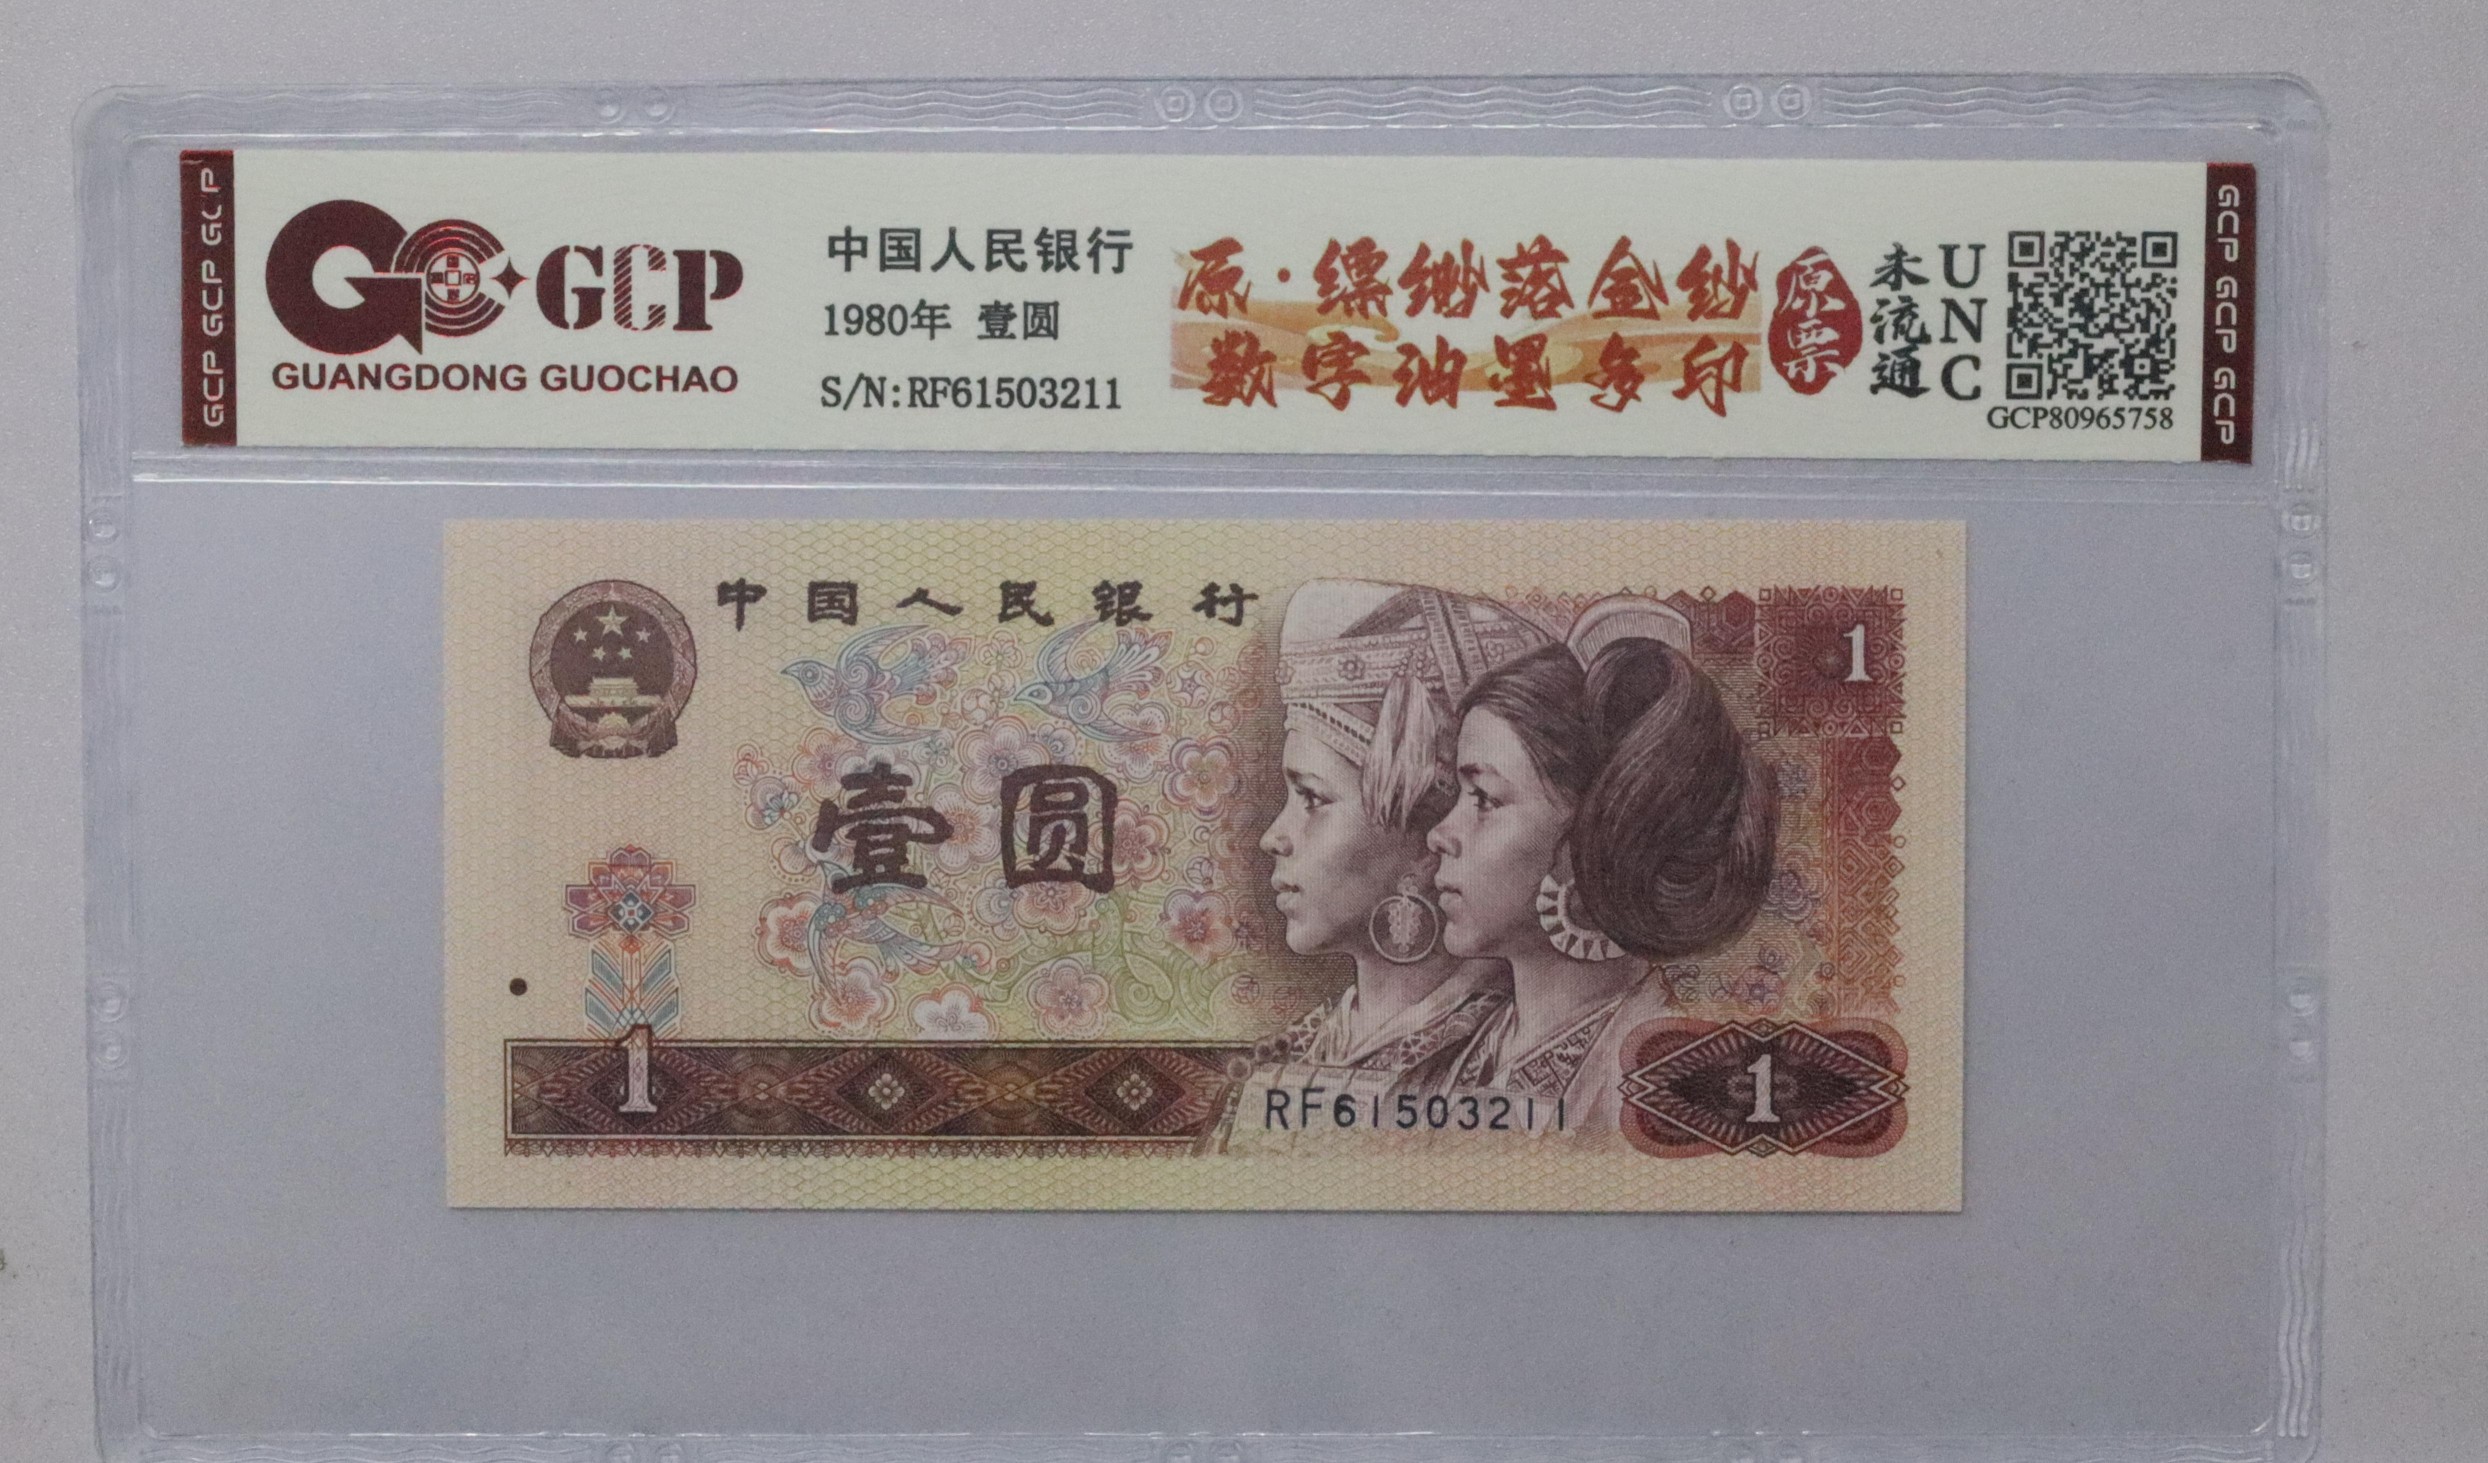 GCP GCP GCP
GCP
GUANGDONG GUOCHAO
中国人民银行
1980年 壹圆
S/N:RF61503211
原·缥缈落金纱
数字油墨多印
原票
未流通
UNC
GCP80965758
GCP GCP GCP
中国人民银行
1
壹圆
1
RF61503211
1